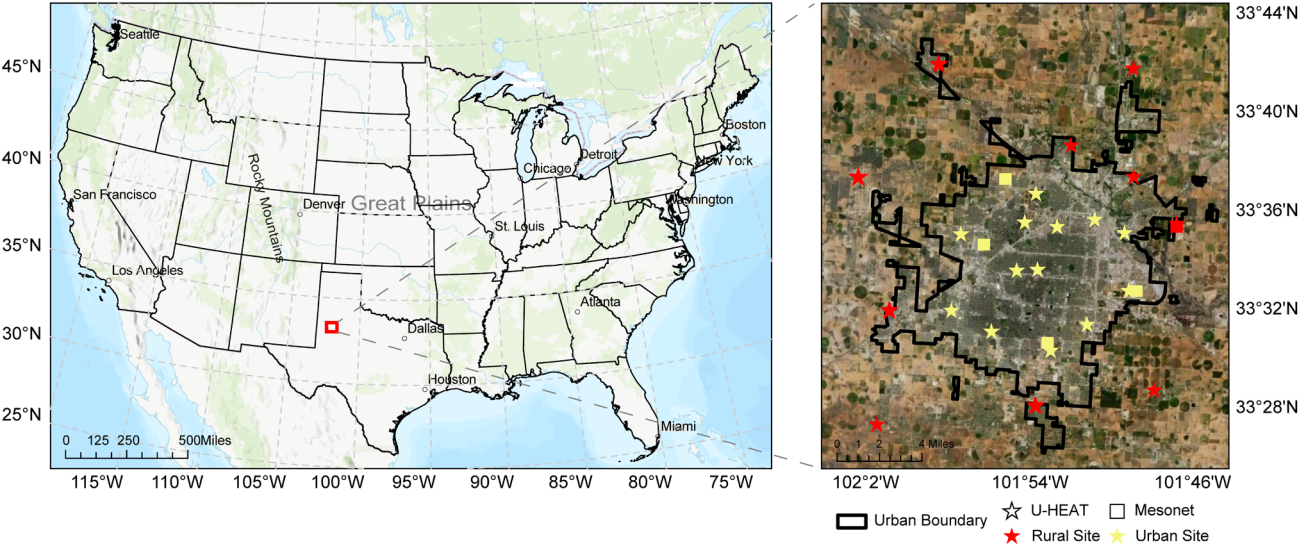 Seattle
Boston
Detroit
Chicago
New York
Rocky Mountains
San Francisco
Denver
Great Plains
Washington
St. Louis
Los Angeles
Atlanta
Dallas
Houston
Miami
45°N
40°N
35°N
30°N
25°N
0 125 250 500Miles
115°W 110°W 105°W 100°W 95°W 90°W 85°W 80°W 75°W
33°44'N
33°40'N
33°36'N
33°32'N
33°28'N
0 1 2 4 Miles
102°2'W 101°54'W 101°46'W
Urban Boundary
U-HEAT
Mesonet
Rural Site
Urban Site